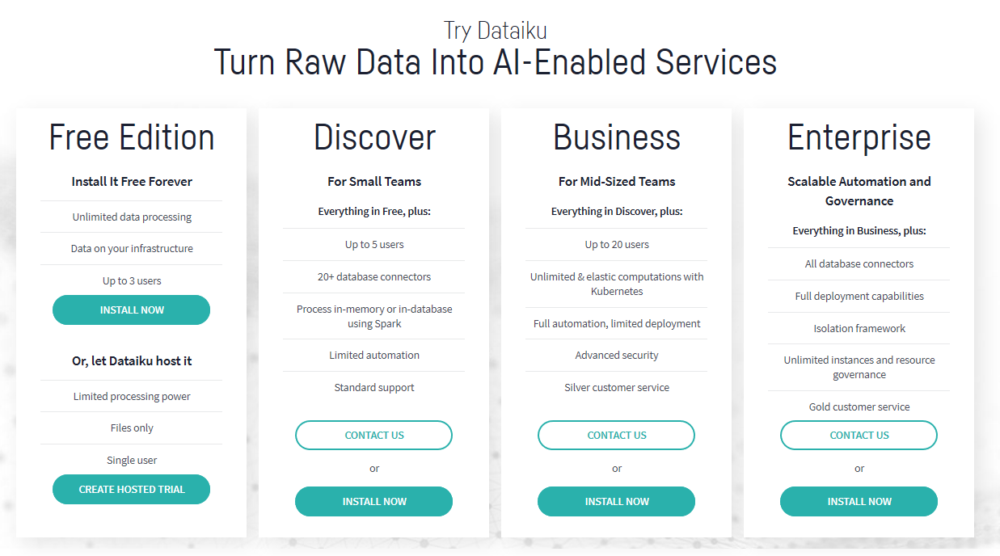 Try Dataiku
Turn Raw Data Into AI-Enabled Services
Free Edition
Install It Free Forever
Unlimited data processing
Data on your infrastructure
Up to 3 users
INSTALL NOW
Or, let Dataiku host it
Limited processing power
Files only
Single user
CREATE HOSTED TRIAL
Discover
For Small Teams
Everything in Free, plus:
Up to 5 users
20+ database connectors
Process in-memory or in-database
using Spark
Limited automation
Standard support
CONTACT US
or
INSTALL NOW
Business
For Mid-Sized Teams
Everything in Discover, plus:
Up to 20 users
Unlimited & elastic computations with
Kubernetes
Full automation, limited deployment
Advanced security
Silver customer service
CONTACT US
or
INSTALL NOW
Enterprise
Scalable Automation and
Governance
Everything in Business, plus:
All database connectors
Full deployment capabilities
Isolation framework
Unlimited instances and resource
governance
Gold customer service
CONTACT US
or
INSTALL NOW